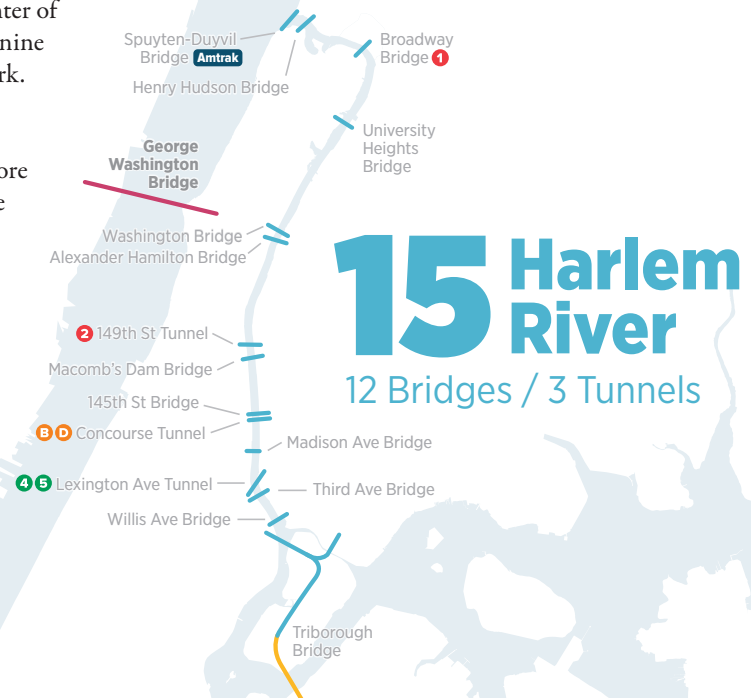 nter of
nine
rk.
ore
e
Spuyten-Duyvil
Bridge Amtrak
Henry Hudson Bridge
Broadway
Bridge 1
University
Heights
Bridge
George
Washington
Bridge
Washington Bridge
Alexander Hamilton Bridge
15 Harlem
River
12 Bridges / 3 Tunnels
2 149th St Tunnel
Macomb's Dam Bridge
145th St Bridge
B D Concourse Tunnel
Madison Ave Bridge
4 5 Lexington Ave Tunnel
Third Ave Bridge
Willis Ave Bridge
Triborough
Bridge